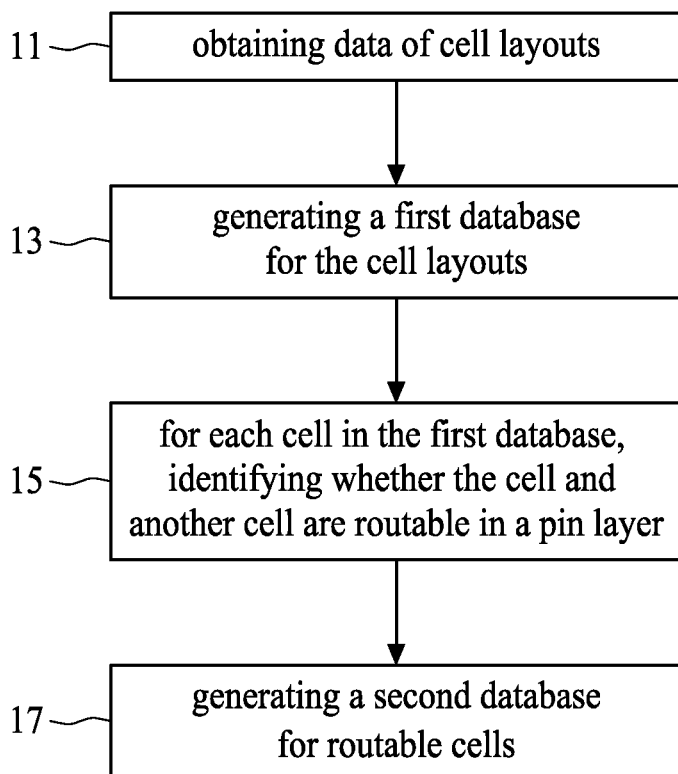 11
obtaining data of cell layouts
13
generating a first database
for the cell layouts
15
for each cell in the first database,
identifying whether the cell and
another cell are routable in a pin layer
17
generating a second database
for routable cells